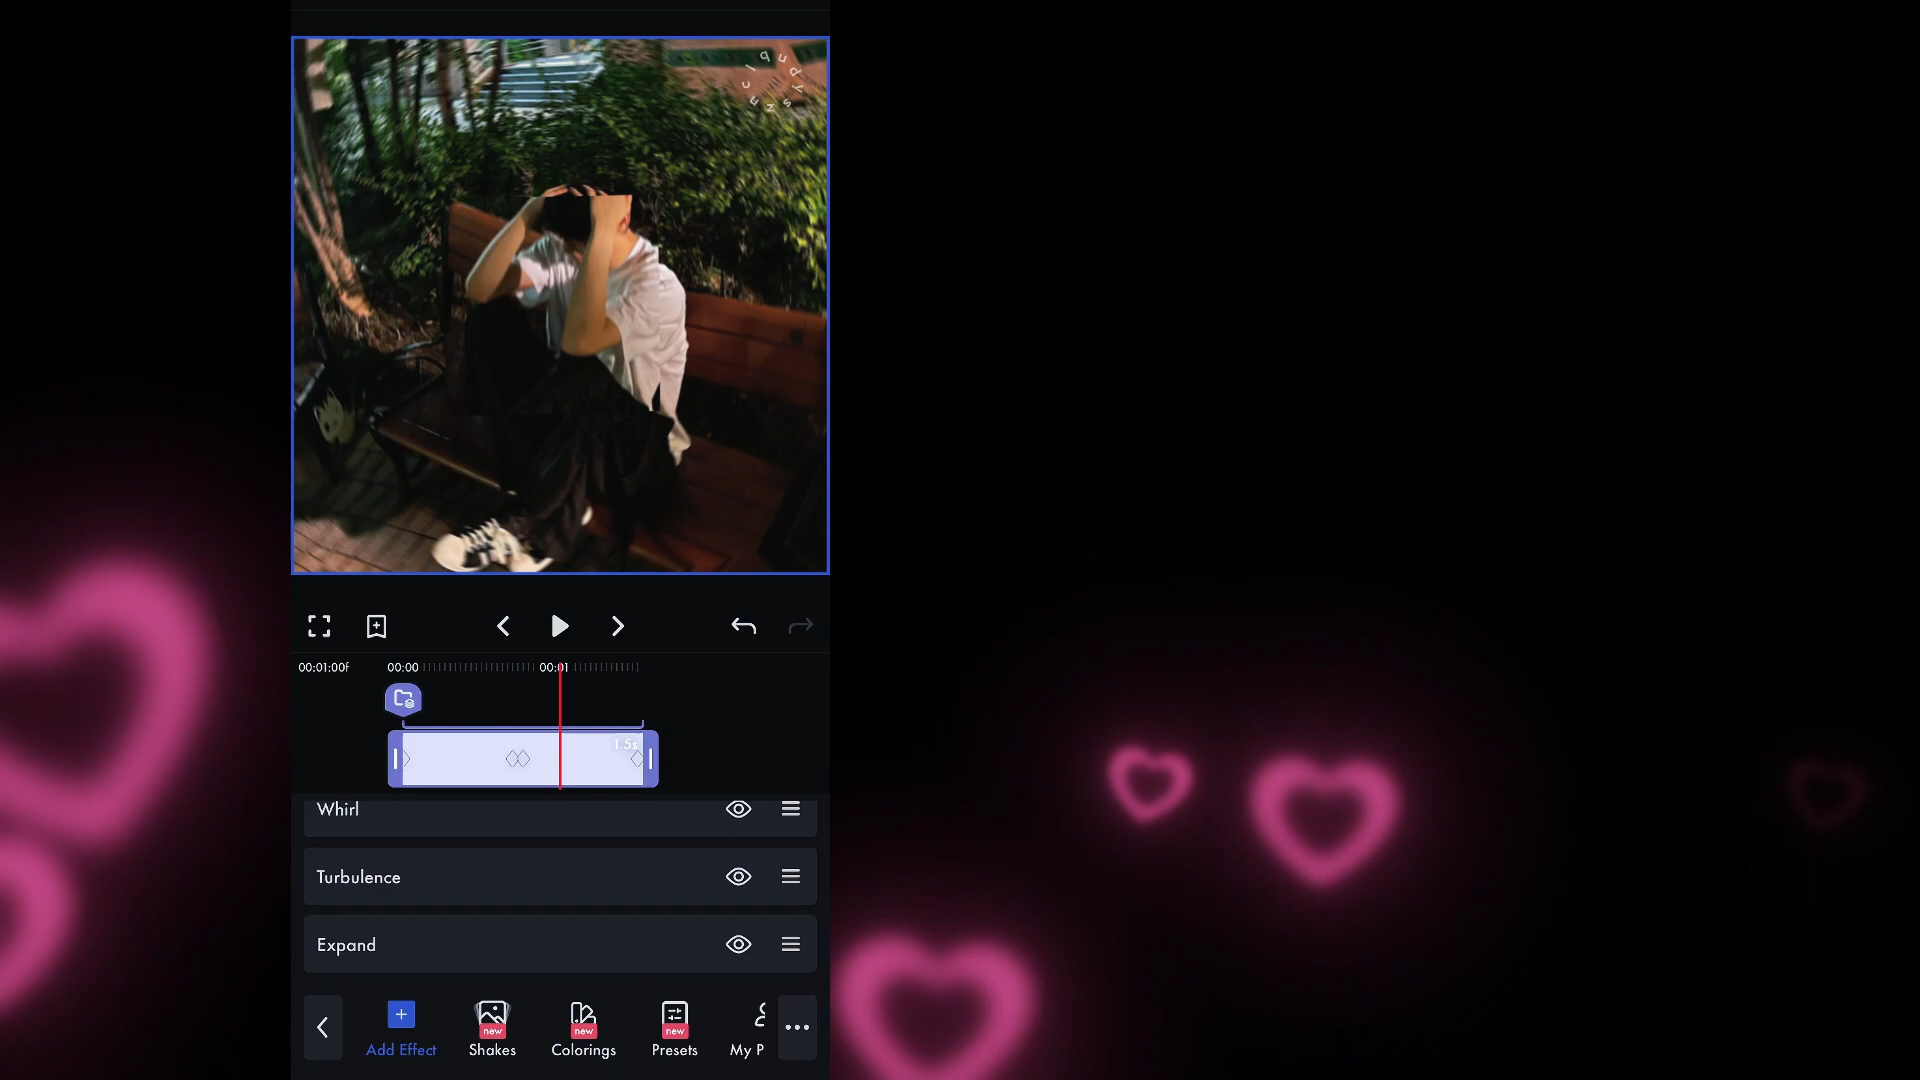 nclqudysz
00:01:00f
00:00
00:01
1.5s
Whirl
Turbulence
Expand
new
new
new
Add Effect
Shakes
Colorings
Presets
My P